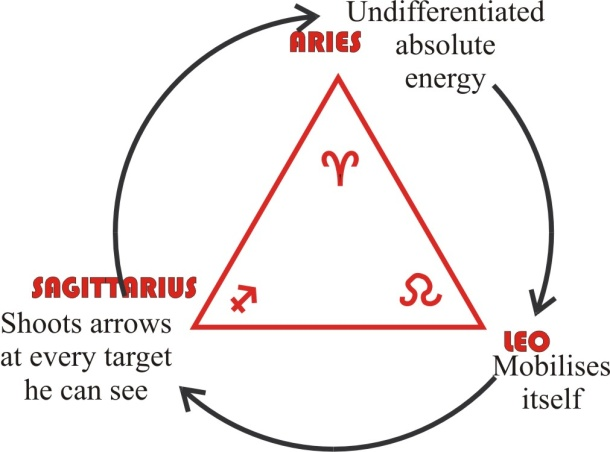 Undifferentiated
absolute
energy
ARIES
♈
♐
♌
SAGITTARIUS
Shoots arrows
at every target
he can see
LEO
Mobilises
itself